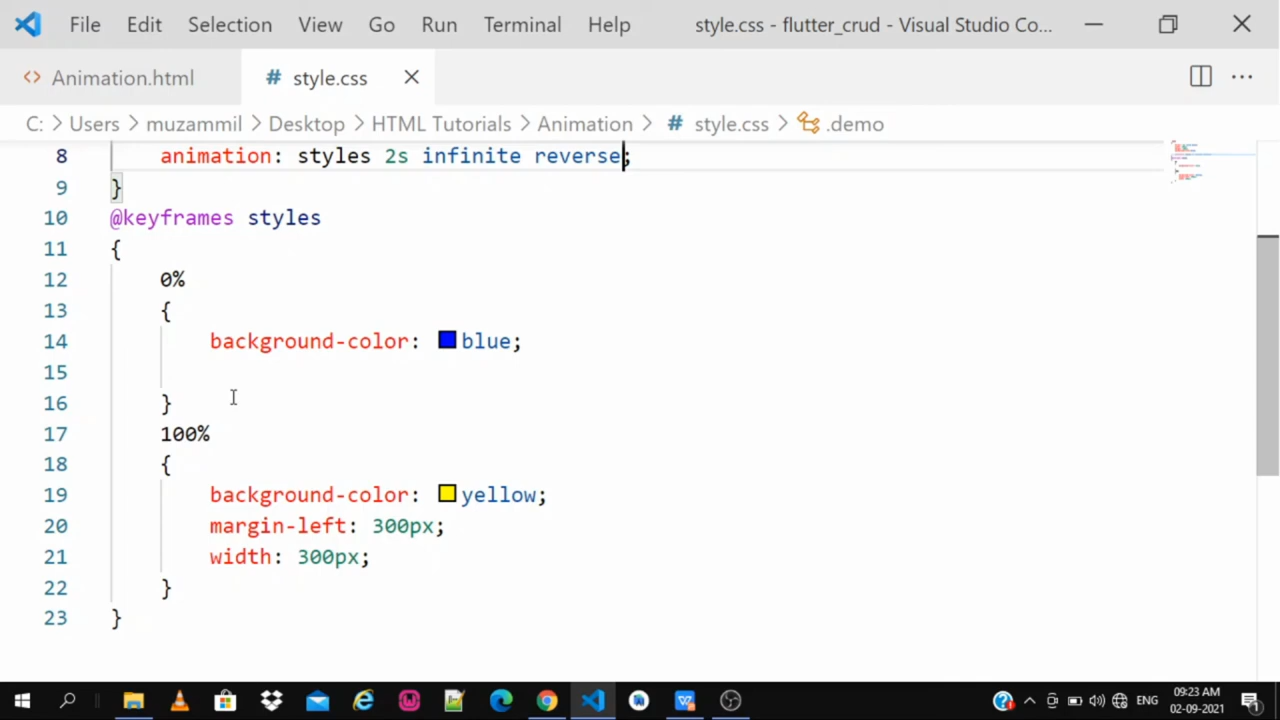 File Edit Selection View Go Run Terminal Help style.css - flutter_crud - Visual Studio Co...
Animation.html style.css
C: > Users > muzammil > Desktop > HTML Tutorials > Animation > # style.css > .demo
8 animation: styles 2s infinite reverse;
9 }
10 @keyframes styles
11 {
12 0%
13 {
14 background-color: blue;
15
16 }
17 100%
18 {
19 background-color: yellow;
20 margin-left: 300px;
21 width: 300px;
22 }
23 }
ENG 09:23 AM
02-09-2021